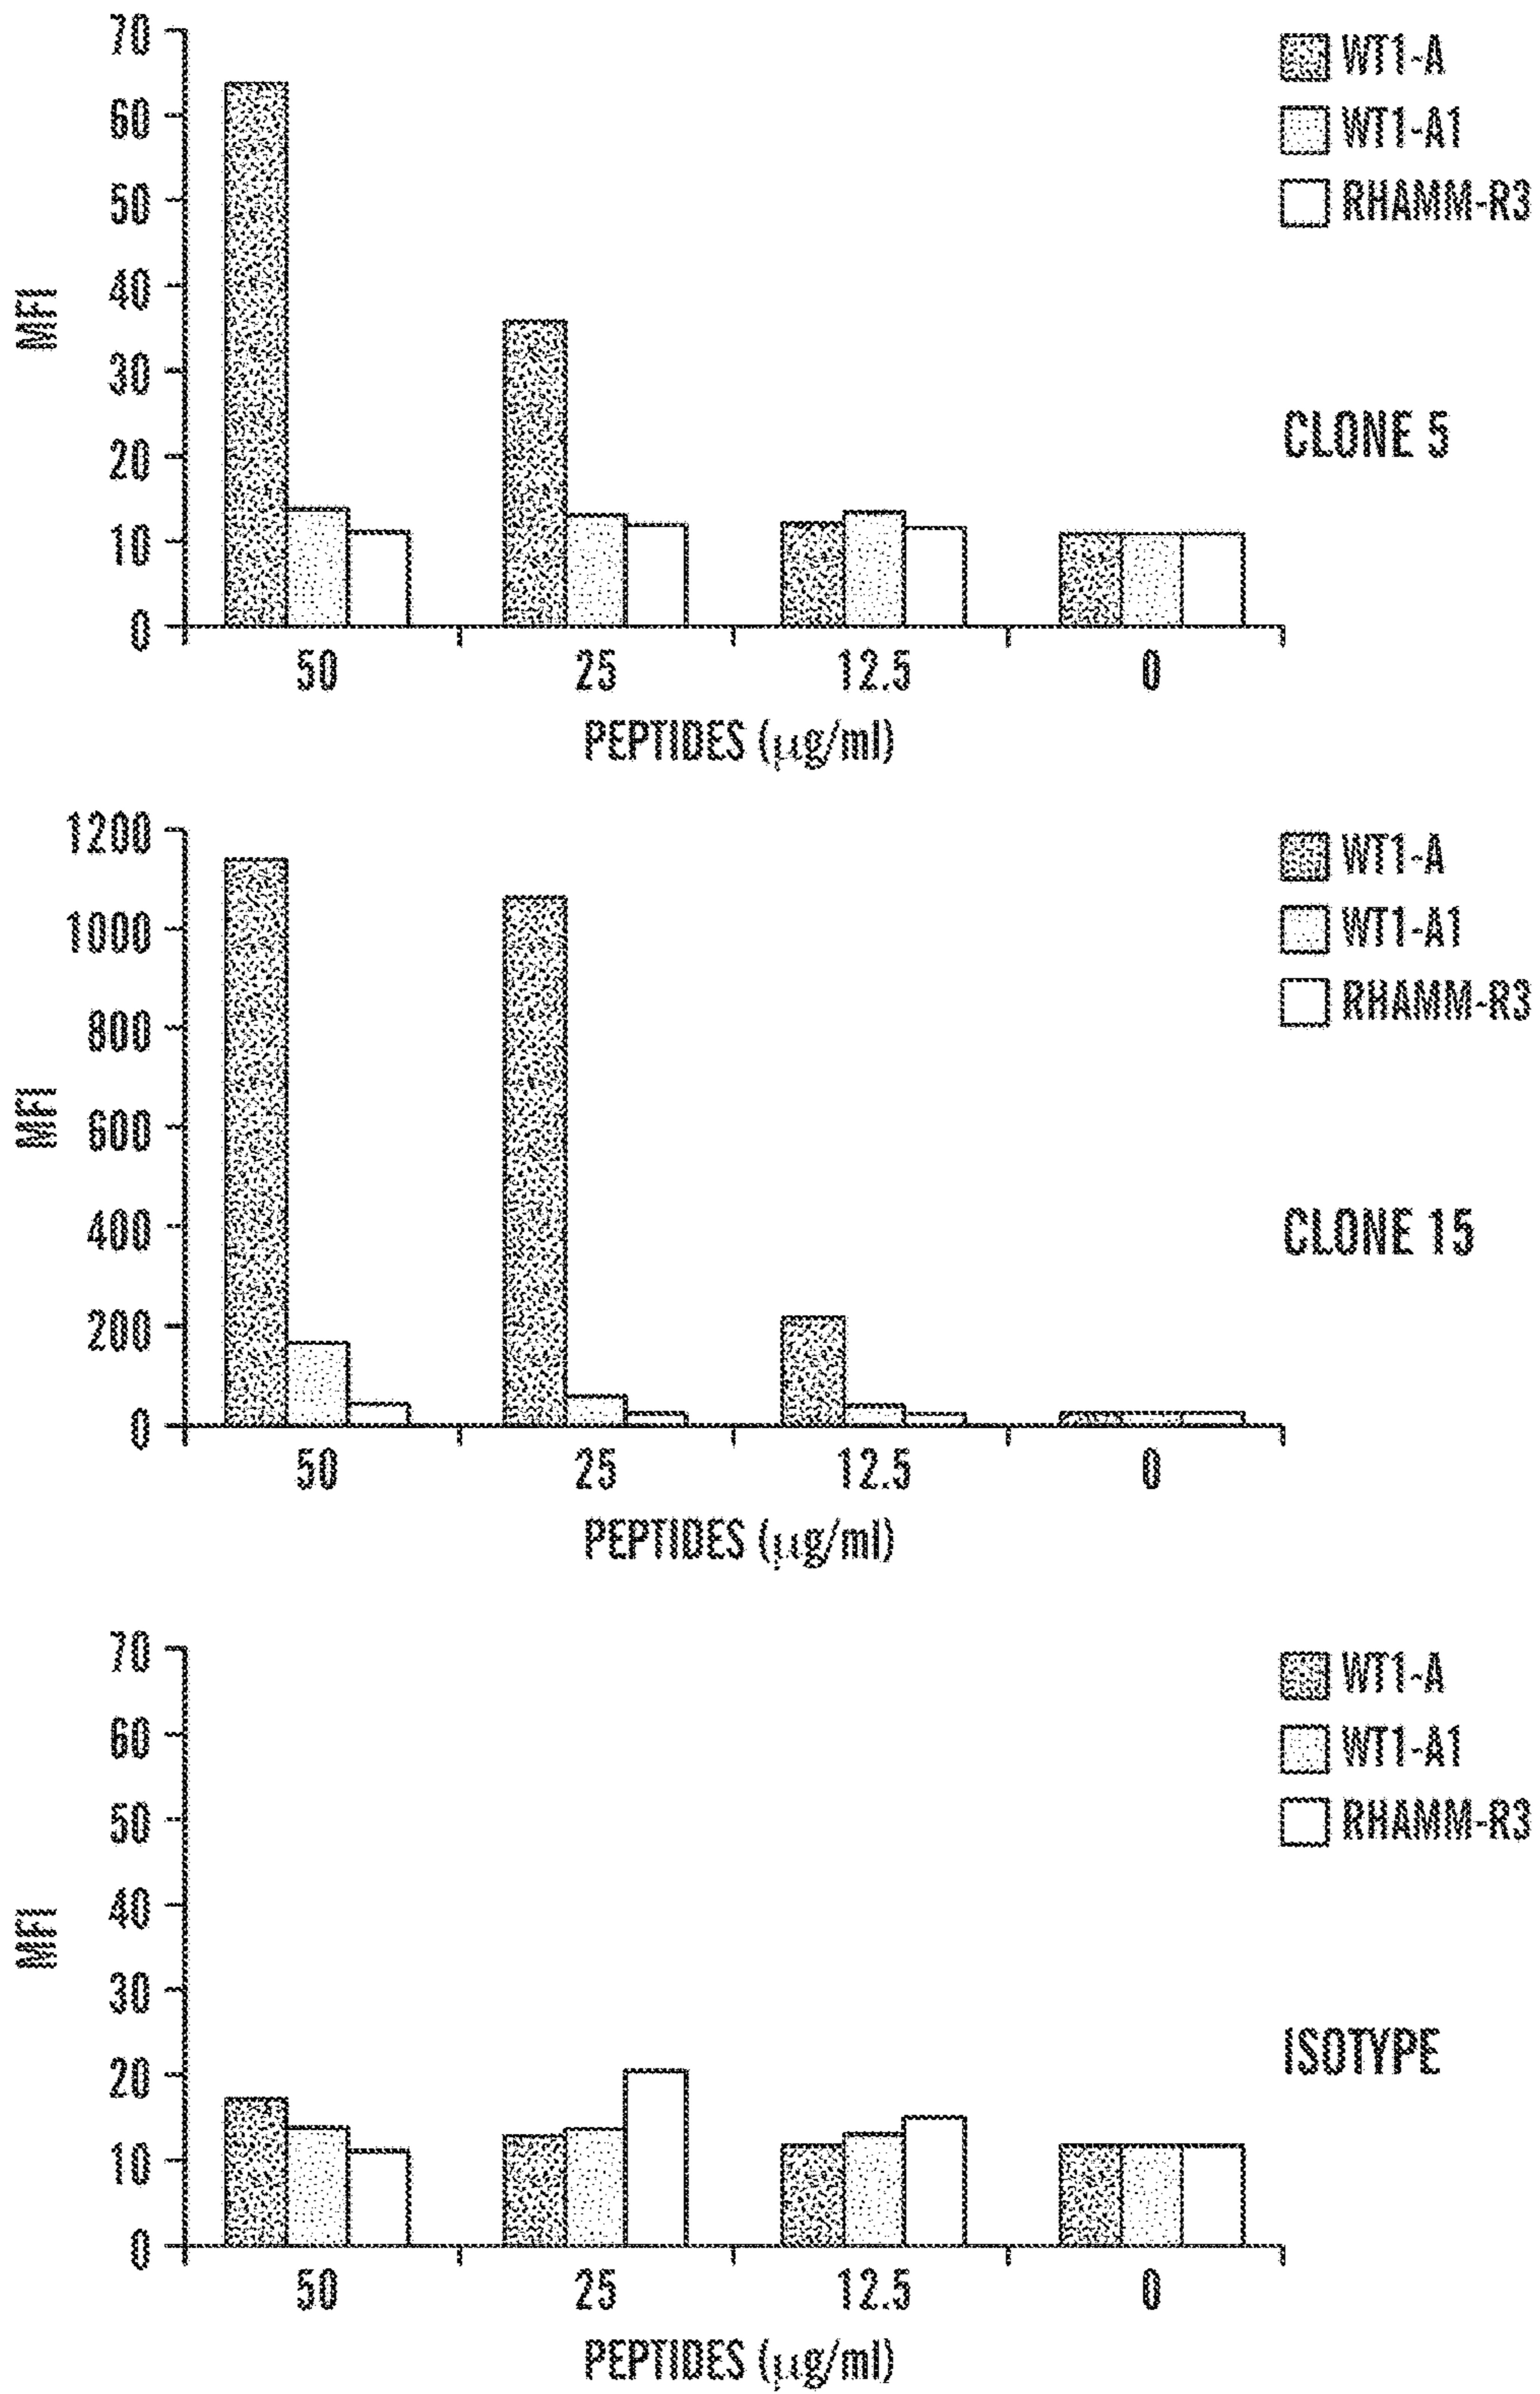 70
60
50
40
30
20
10
0
MFI
WT1-A
WT1-A1
RHAMM-R3
CLONE 5
50 25 12.5 0
PEPTIDES (μg/ml)
1200
1000
800
600
400
200
0
MFI
WT1-A
WT1-A1
RHAMM-R3
CLONE 15
50 25 12.5 0
PEPTIDES (μg/ml)
70
60
50
40
30
20
10
0
MFI
WT1-A
WT1-A1
RHAMM-R3
ISOTYPE
50 25 12.5 0
PEPTIDES (μg/ml)